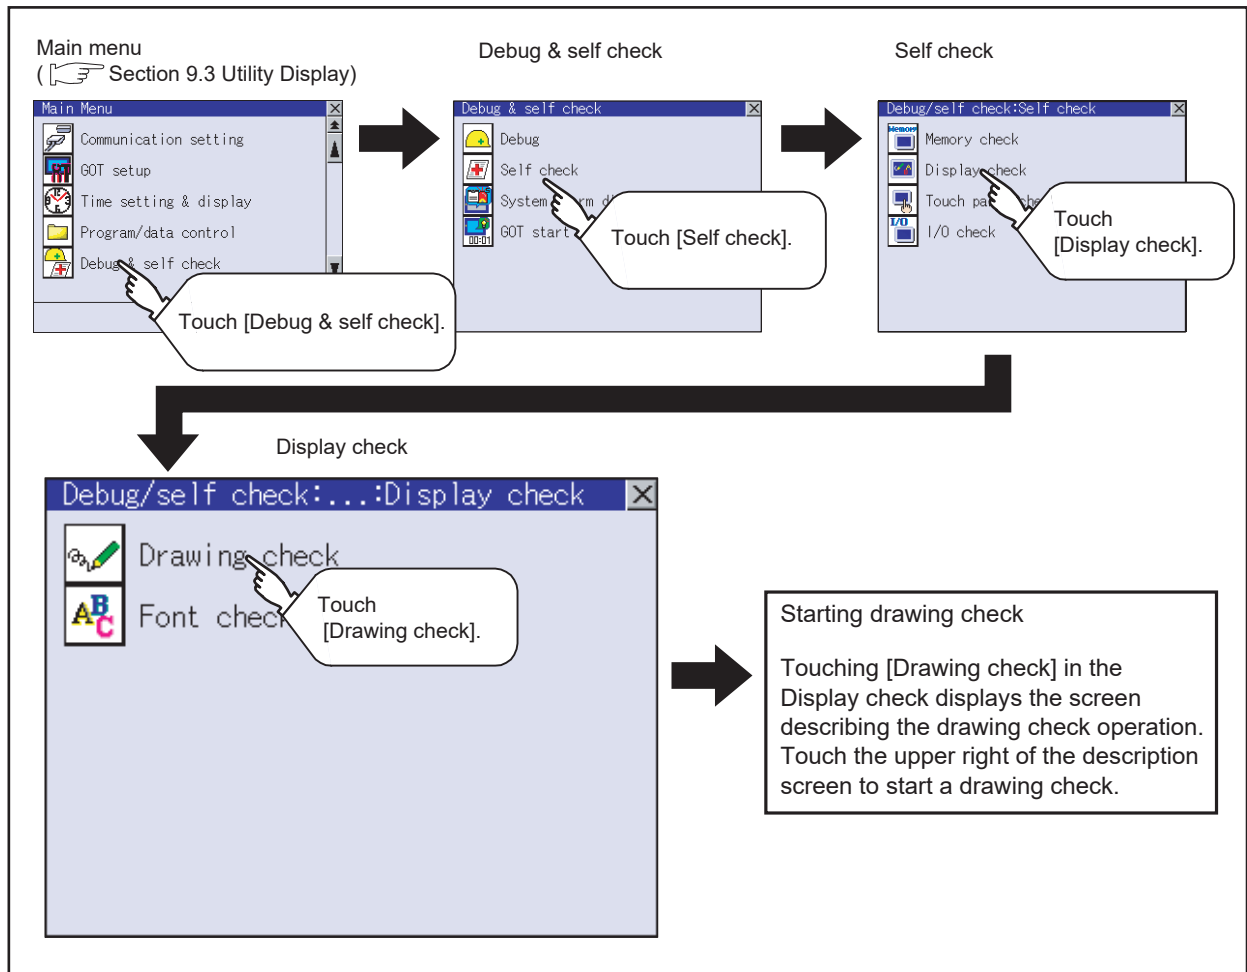 Main menu
( Section 9.3 Utility Display)
Main Menu
Communication setting
GOT setup
Time setting & display
Program/data control
Debug & self check
Touch [Debug & self check].
Debug & self check
Debug & self check
Debug
Self check
System
GOT start
00:01
Touch [Self check].
Self check
Debug/self check:Self check
Memory
Memory check
Display check
Touch
I/O
I/O check
Touch
[Display check].
Display check
Debug/self check:...:Display check
Drawing check
ABC
Font check
Touch
[Drawing check].
Starting drawing check
Touching [Drawing check] in the
Display check displays the screen
describing the drawing check operation.
Touch the upper right of the description
screen to start a drawing check.